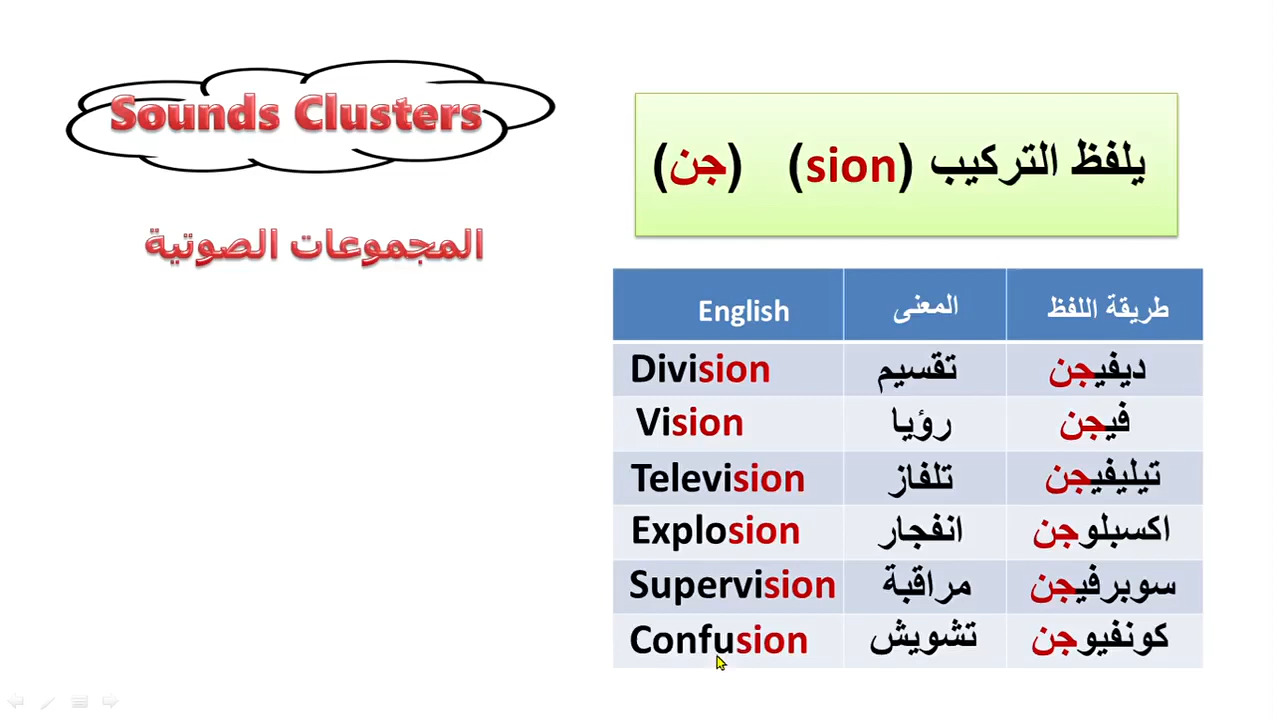 Sounds Clusters
المجموعات الصوتية
يلفظ التركيب (sion) (جن)
English المعنى طريقة اللفظ
Division تقسيم ديفيجن
Vision رؤيا فيجن
Television تلفاز تيليفيجن
Explosion انفجار اكسبلوجن
Supervision مراقبة سوبرفيجن
Confusion تشويش كونفيوجن